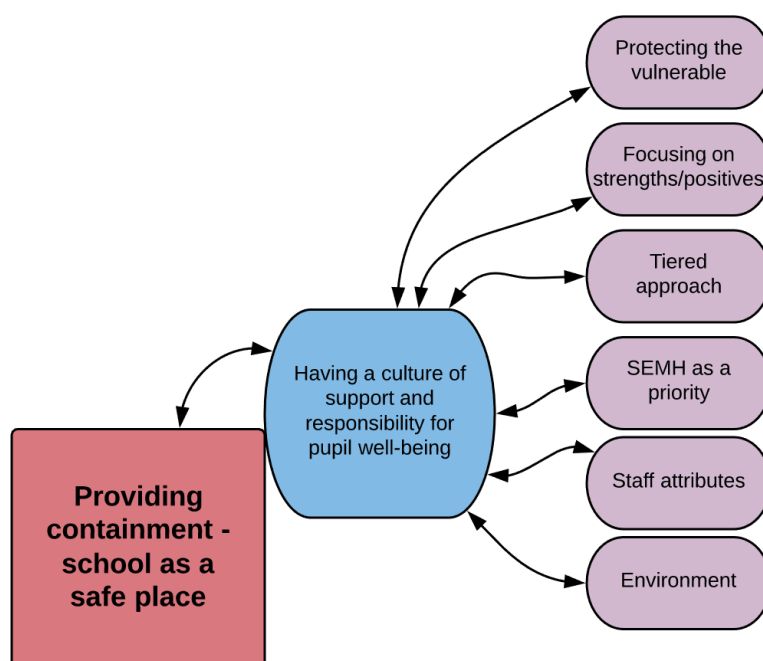 Protecting the
vulnerable
Focusing on
strengths/positives
Tiered
approach
SEMH as a
priority
Staff attributes
Environment
Having a culture of
support and
responsibility for
pupil well-being
Providing
containment -
school as a
safe place